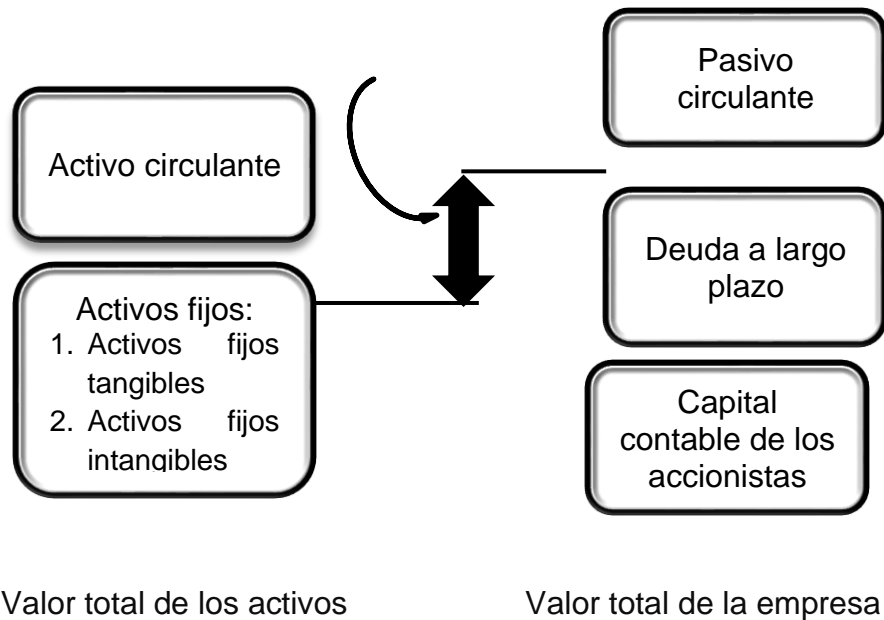 Activo circulante
Activos fijos:
1. Activos fijos
tangibles
2. Activos fijos
intangibles
Pasivo
circulante
Deuda a largo
plazo
Capital
contable de los
accionistas
Valor total de los activos
Valor total de la empresa